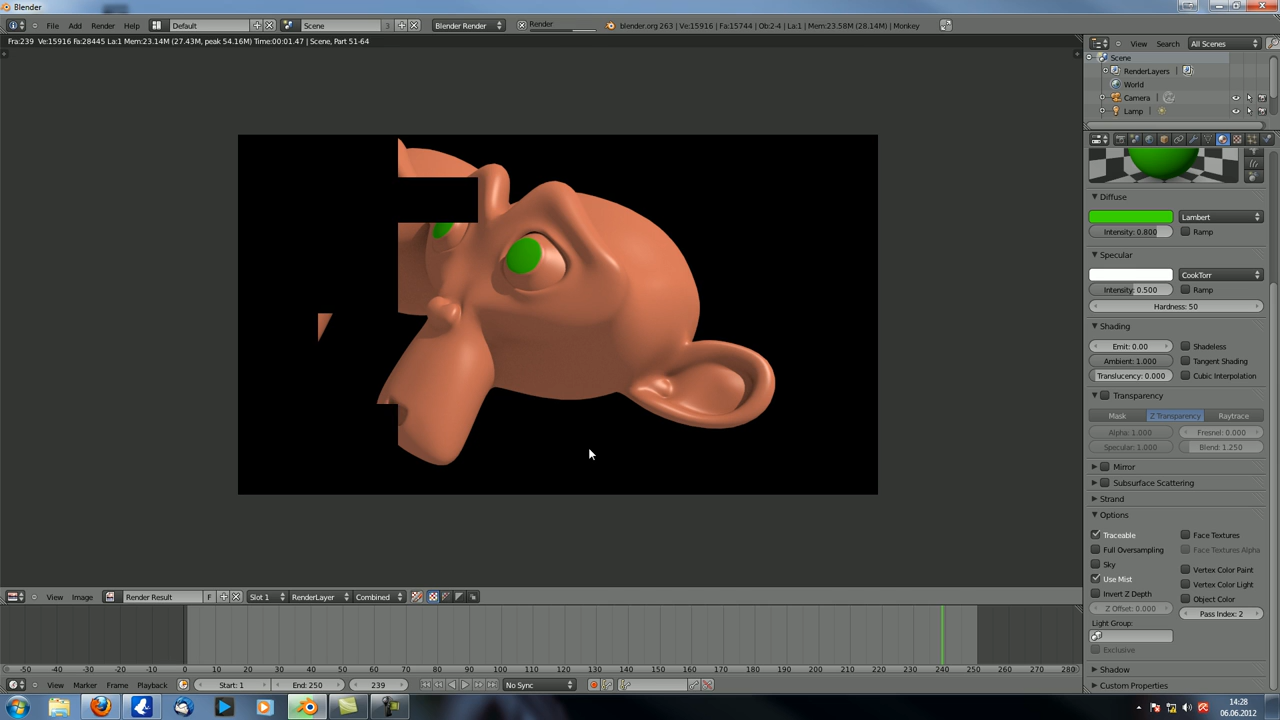 Blender
File Add Render Help Default Scene 3 Blender Render Render blender.org 263 | Ve:15916 | Fa:15744 | Ob:2-4 | La:1 | Mem:23.58M (28.14M) | Monkey
Fra:239 Ve:15916 Fa:28445 La:1 Mem:23.14M (27.43M, peak 54.16M) Time:00:01.47 | Scene, Part 51-64
View Search All Scenes
Scene
RenderLayers |
World
Camera |
Lamp |
Diffuse
Lambert
Intensity: 0.800 Ramp
Specular
CookTorr
Intensity: 0.500 Ramp
Hardness: 50
Shading
Emit: 0.00 Shadeless
Ambient: 1.000 Tangent Shading
Translucency: 0.000 Cubic Interpolation
Transparency
Mask Z Transparency Raytrace
Alpha: 1.000 Fresnel: 0.000
Specular: 1.000 Blend: 1.250
Mirror
Subsurface Scattering
Strand
Options
Traceable Face Textures
Full Oversampling Face Textures Alpha
Sky Vertex Color Paint
Use Mist Vertex Color Light
Invert Z Depth Object Color
Z Offset: 0.000 Pass Index: 2
Light Group:
Exclusive
Shadow
Custom Properties
View Image Render Result F Slot 1 RenderLayer Combined
-50 -40 -30 -20 -10 0 10 20 30 40 50 60 70 80 90 100 110 120 130 140 150 160 170 180 190 200 210 220 230 240 250 260 270 280
View Marker Frame Playback Start: 1 End: 250 239 No Sync
14:28
06.06.2012